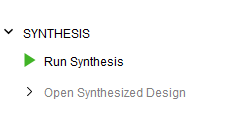 SYNTHESIS
Run Synthesis
Open Synthesized Design